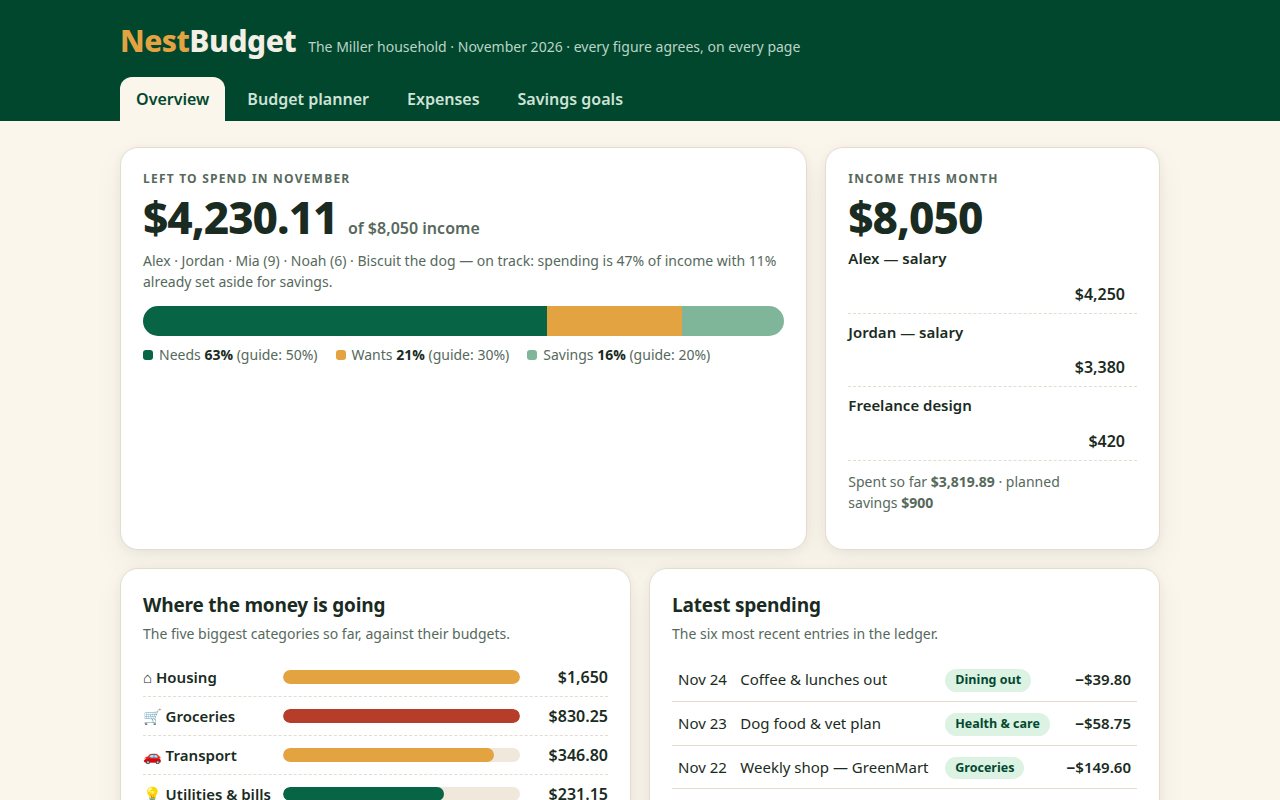 NestBudget The Miller household · November 2026 · every figure agrees, on every page
Overview Budget planner Expenses Savings goals
LEFT TO SPEND IN NOVEMBER
$4,230.11 of $8,050 income
Alex · Jordan · Mia (9) · Noah (6) · Biscuit the dog — on track: spending is 47% of income with 11%
already set aside for savings.
Needs 63% (guide: 50%) Wants 21% (guide: 30%) Savings 16% (guide: 20%)
INCOME THIS MONTH
$8,050
Alex — salary
$4,250
Jordan — salary
$3,380
Freelance design
$420
Spent so far $3,819.89 · planned
savings $900
Where the money is going
The five biggest categories so far, against their budgets.
Housing $1,650
Groceries $830.25
Transport $346.80
Utilities & bills $231.15
Latest spending
The six most recent entries in the ledger.
Nov 24 Coffee & lunches out Dining out −$39.80
Nov 23 Dog food & vet plan Health & care −$58.75
Nov 22 Weekly shop — GreenMart Groceries −$149.60